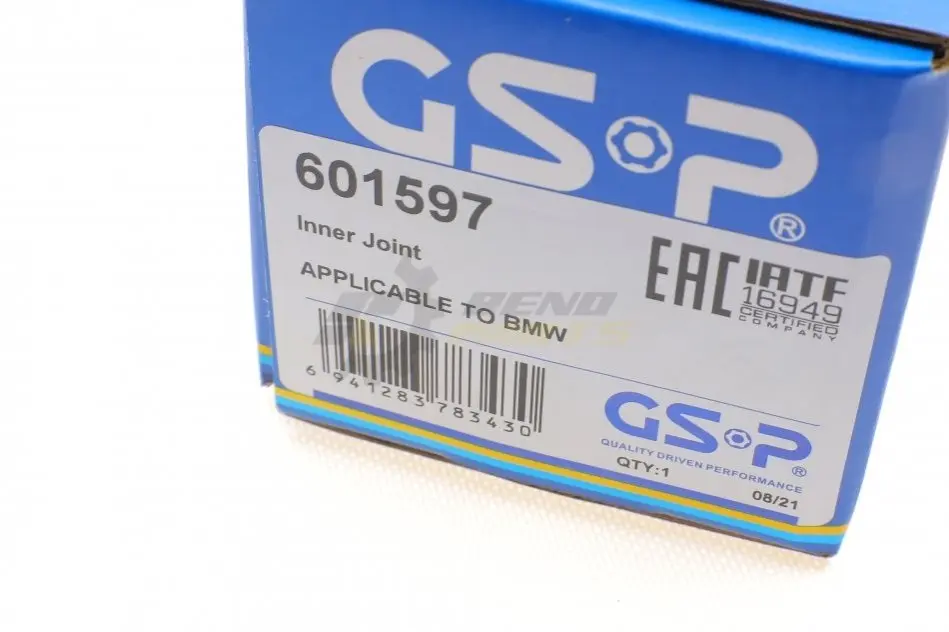 GSP®
601597
Inner Joint
APPLICABLE TO BMW
EAC
IATF
16949
CERTIFIED
COMPANY
6 941283 783430
GSP®
QUALITY DRIVEN PERFORMANCE
QTY:1
08/21